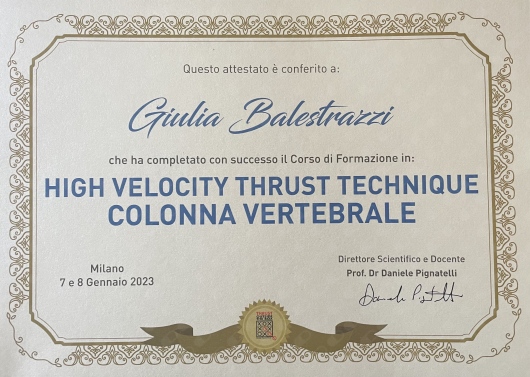 Questo attestato è conferito a:
Giulia Balestrazzi
che ha completato con successo il Corso di Formazione in:
HIGH VELOCITY THRUST TECHNIQUE
COLONNA VERTEBRALE
Milano
7 e 8 Gennaio 2023
Direttore Scientifico e Docente
Prof. Dr Daniele Pignatelli